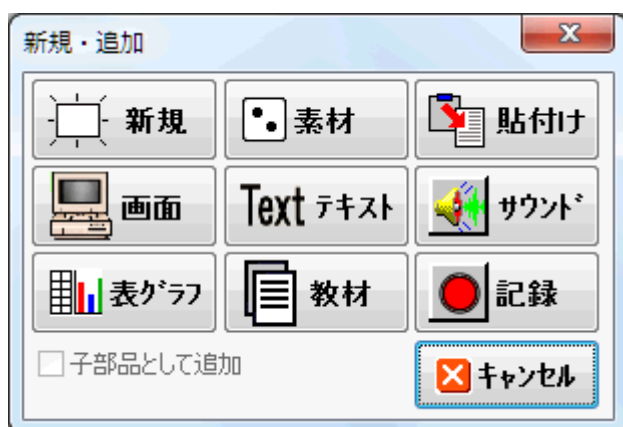 新規・追加
新規
素材
貼付け
画面
Text テキスト
サウンド
表グラフ
教材
記録
子部品として追加
キャンセル